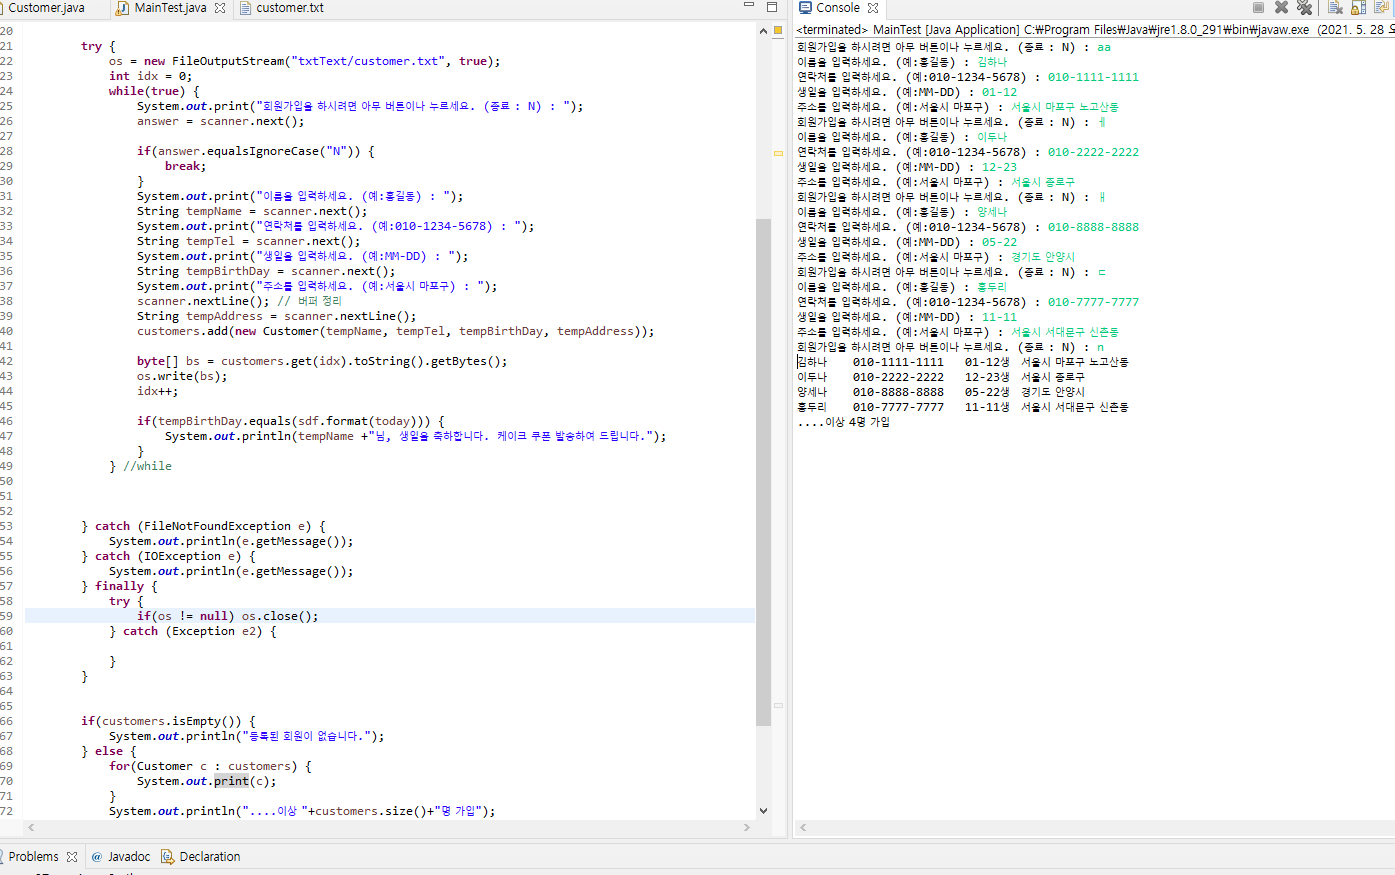 Customer.java MainTest.java customer.txt
20
21 try {
22 os = new FileOutputStream("txtText/customer.txt", true);
23 int idx = 0;
24 while(true) {
25 System.out.print("회원가입을 하시려면 아무 버튼이나 누르세요. (종료 : N) : ");
26 answer = scanner.next();
27
28 if(answer.equalsIgnoreCase("N")) {
29 break;
30 }
31 System.out.print("이름을 입력하세요. (예:홍길동) : ");
32 String tempName = scanner.next();
33 System.out.print("연락처를 입력하세요. (예:010-1234-5678) : ");
34 String tempTel = scanner.next();
35 System.out.print("생일을 입력하세요. (예:MM-DD) : ");
36 String tempBirthDay = scanner.next();
37 System.out.print("주소를 입력하세요. (예:서울시 마포구) : ");
38 scanner.nextLine(); // 버퍼 정리
39 String tempAddress = scanner.nextLine();
40 customers.add(new Customer(tempName, tempTel, tempBirthDay, tempAddress));
41
42 byte[] bs = customers.get(idx).toString().getBytes();
43 os.write(bs);
44 idx++;
45
46 if(tempBirthDay.equals(sdf.format(today))) {
47 System.out.println(tempName +"님, 생일을 축하합니다. 케이크 쿠폰 발송하여 드립니다.");
48 }
49 } //while
50
51
52
53 } catch (FileNotFoundException e) {
54 System.out.println(e.getMessage());
55 } catch (IOException e) {
56 System.out.println(e.getMessage());
57 } finally {
58 try {
59 if(os != null) os.close();
60 } catch (Exception e2) {
61
62 }
63 }
64
65
66 if(customers.isEmpty()) {
67 System.out.println("등록된 회원이 없습니다.");
68 } else {
69 for(Customer c : customers) {
70 System.out.print(c);
71 }
72 System.out.println("....이상 "+customers.size()+"명 가입");
Problems @ Javadoc Declaration
Console
<terminated> MainTest [Java Application] C:₩Program Files₩Java₩jre1.8.0_291₩bin₩javaw.exe (2021. 5. 28
회원가입을 하시려면 아무 버튼이나 누르세요. (종료 : N) : aa
이름을 입력하세요. (예:홍길동) : 김하나
연락처를 입력하세요. (예:010-1234-5678) : 010-1111-1111
생일을 입력하세요. (예:MM-DD) : 01-12
주소를 입력하세요. (예:서울시 마포구) : 서울시 마포구 노고산동
회원가입을 하시려면 아무 버튼이나 누르세요. (종료 : N) : ㅔ
이름을 입력하세요. (예:홍길동) : 이두나
연락처를 입력하세요. (예:010-1234-5678) : 010-2222-2222
생일을 입력하세요. (예:MM-DD) : 12-23
주소를 입력하세요. (예:서울시 마포구) : 서울시 종로구
회원가입을 하시려면 아무 버튼이나 누르세요. (종료 : N) : ㅐ
이름을 입력하세요. (예:홍길동) : 양세나
연락처를 입력하세요. (예:010-1234-5678) : 010-8888-8888
생일을 입력하세요. (예:MM-DD) : 05-22
주소를 입력하세요. (예:서울시 마포구) : 경기도 안양시
회원가입을 하시려면 아무 버튼이나 누르세요. (종료 : N) : ㄷ
이름을 입력하세요. (예:홍길동) : 홍두리
연락처를 입력하세요. (예:010-1234-5678) : 010-7777-7777
생일을 입력하세요. (예:MM-DD) : 11-11
주소를 입력하세요. (예:서울시 마포구) : 서울시 서대문구 신촌동
회원가입을 하시려면 아무 버튼이나 누르세요. (종료 : N) : n
김하나 010-1111-1111 01-12생 서울시 마포구 노고산동
이두나 010-2222-2222 12-23생 서울시 종로구
양세나 010-8888-8888 05-22생 경기도 안양시
홍두리 010-7777-7777 11-11생 서울시 서대문구 신촌동
....이상 4명 가입